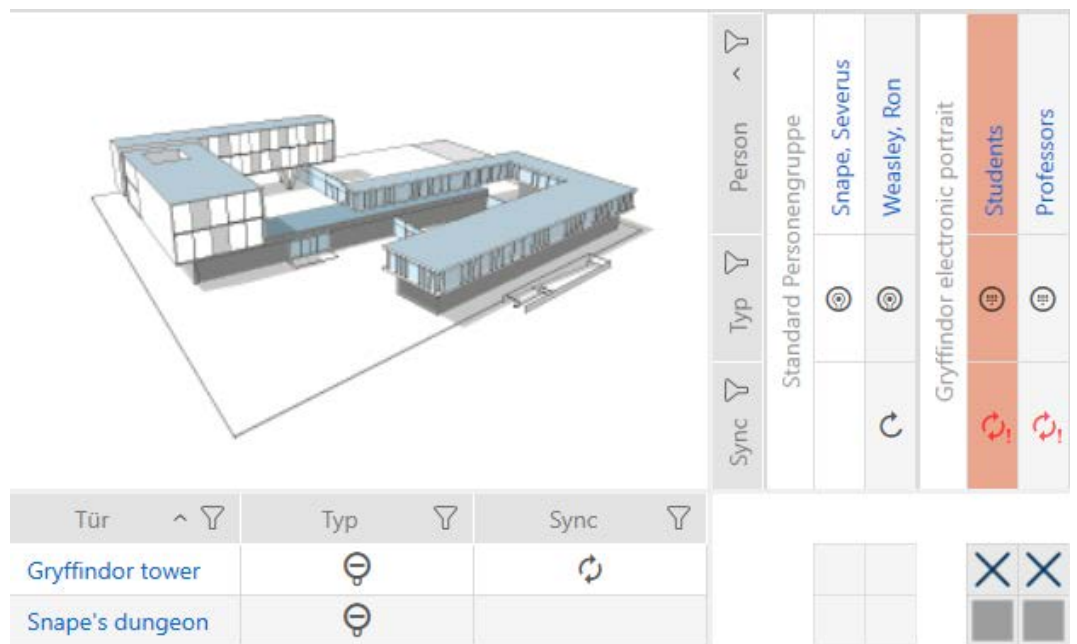 Person
Typ
Sync
Standard Personengruppe
Snape, Severus
Weasley, Ron
Gryffindor electronic portrait
Students
Professors
Tür
Typ
Sync
Gryffindor tower
Snape's dungeon